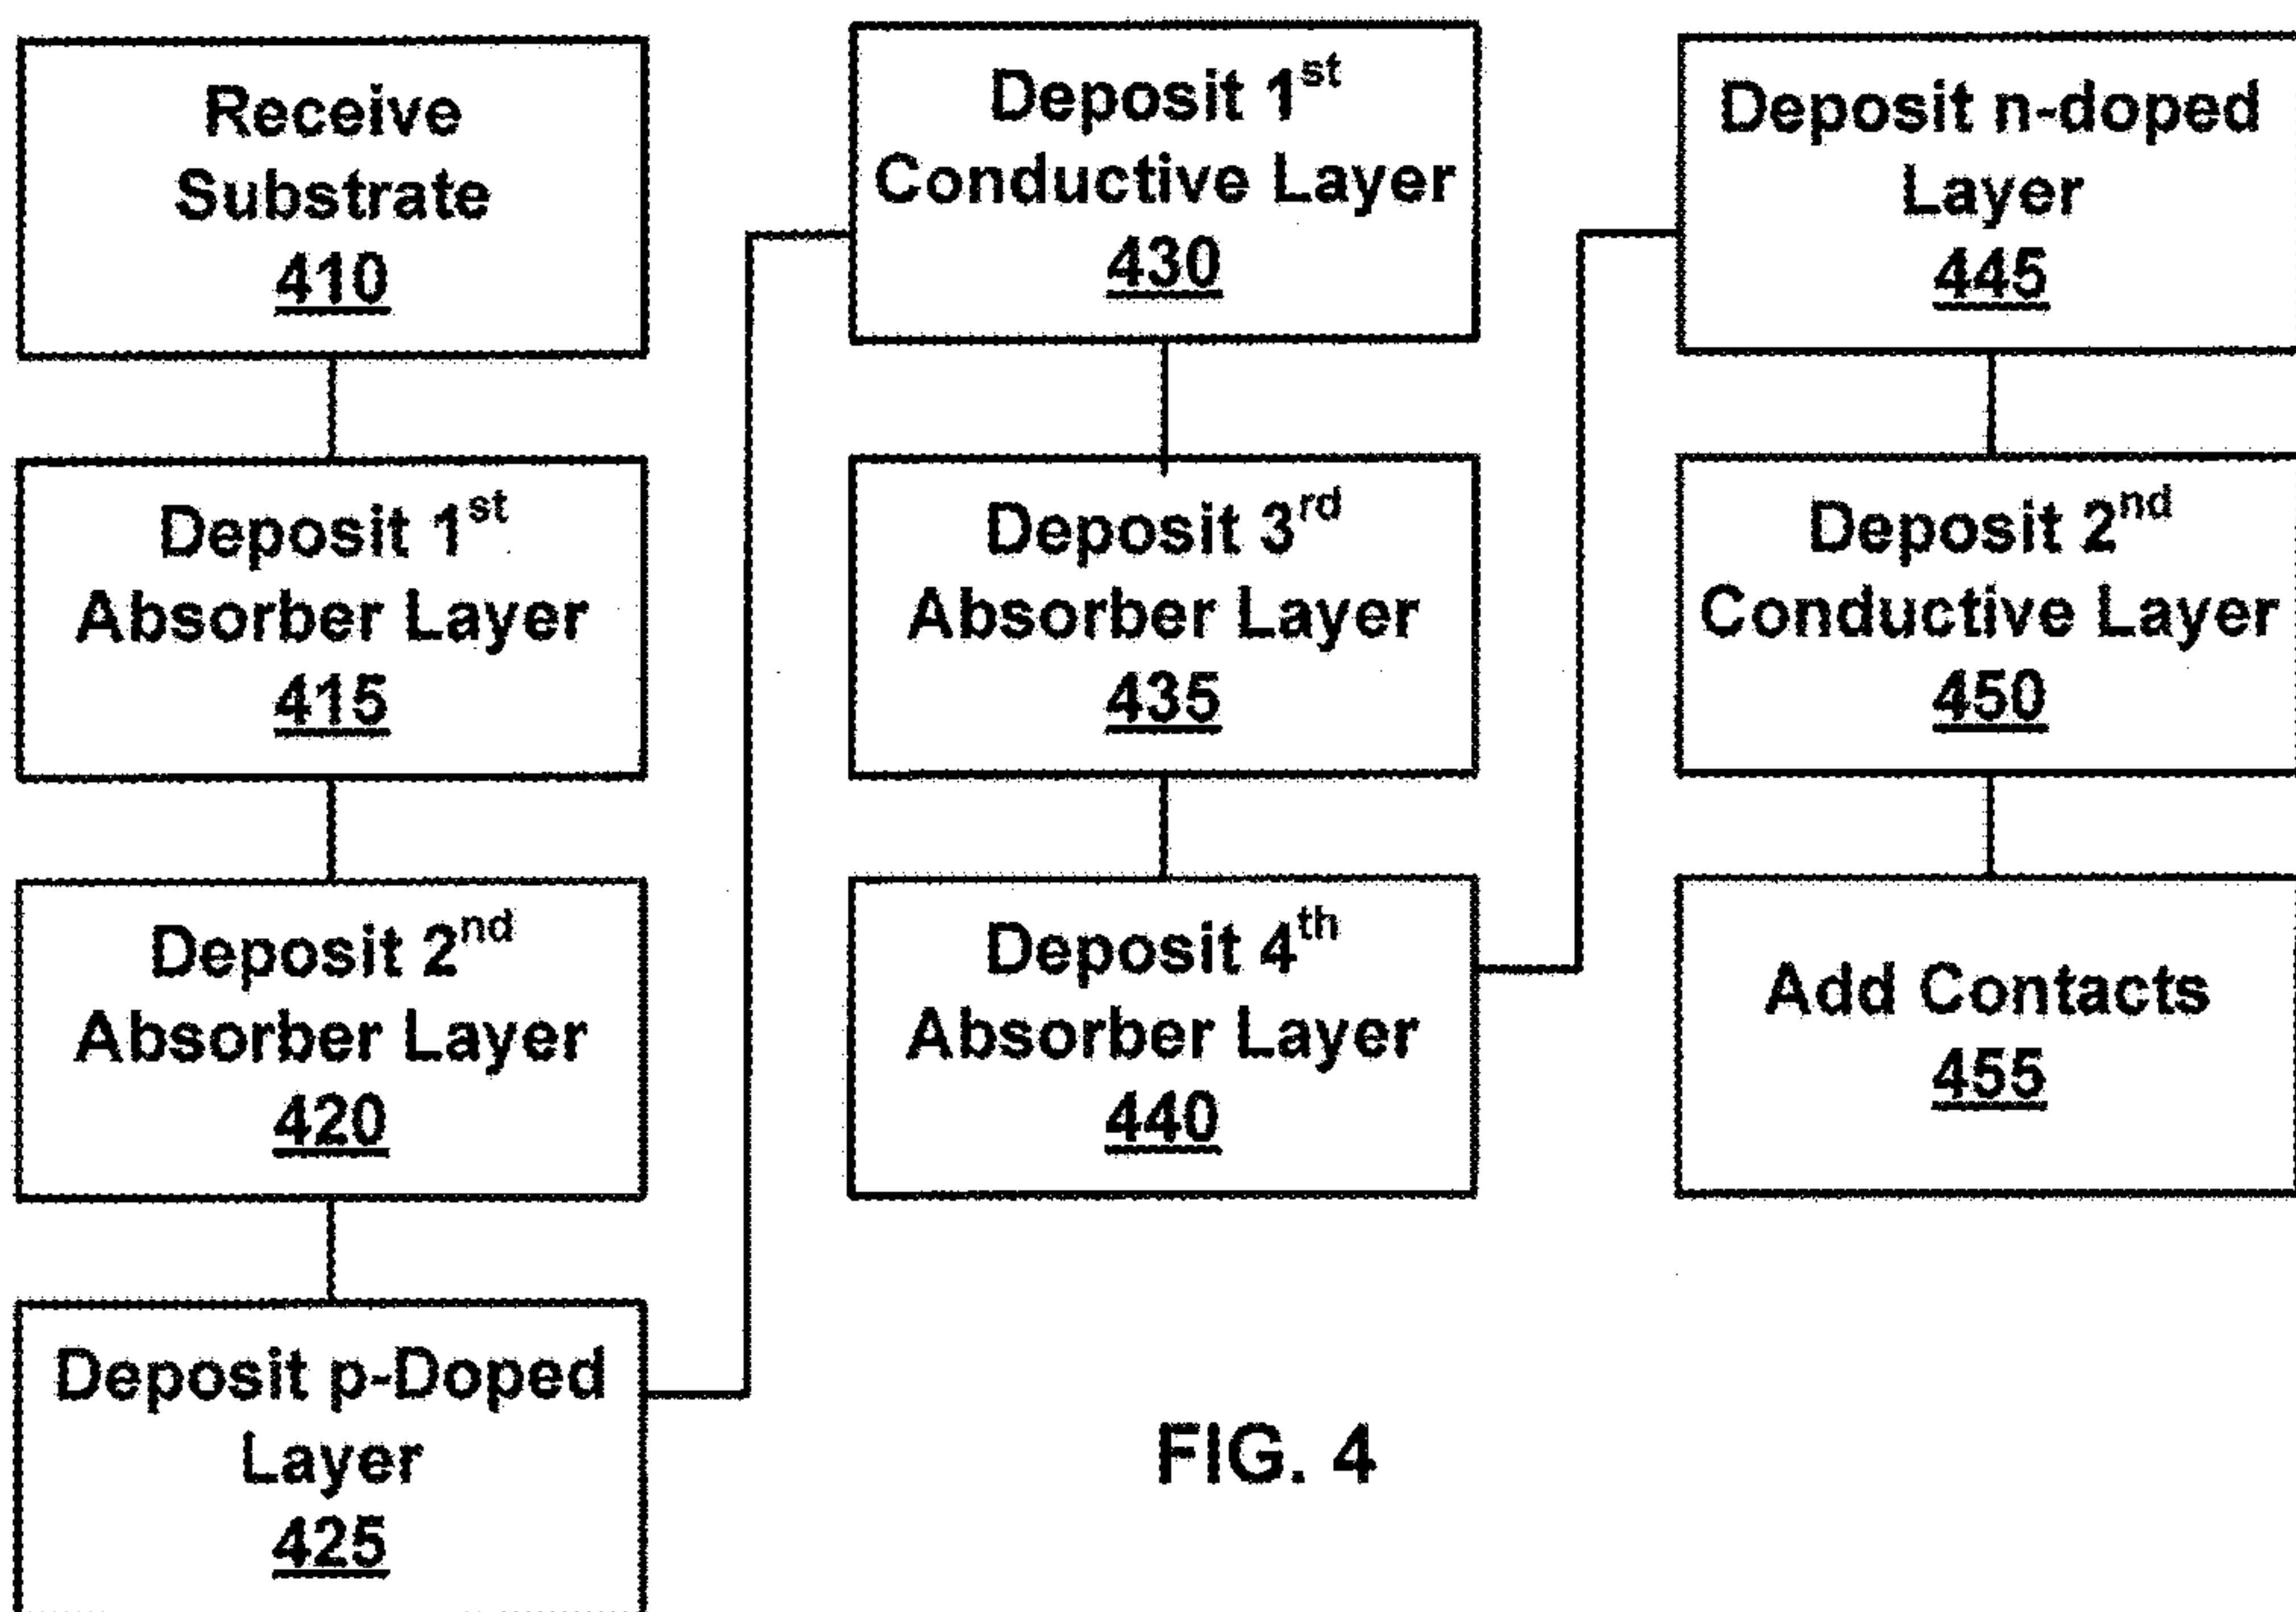 Receive
Substrate
410
Deposit 1st
Absorber Layer
415
Deposit 2nd
Absorber Layer
420
Deposit p-Doped
Layer
425
Deposit 1st
Conductive Layer
430
Deposit 3rd
Absorber Layer
435
Deposit 4th
Absorber Layer
440
Deposit n-doped
Layer
445
Deposit 2nd
Conductive Layer
450
Add Contacts
455
FIG. 4